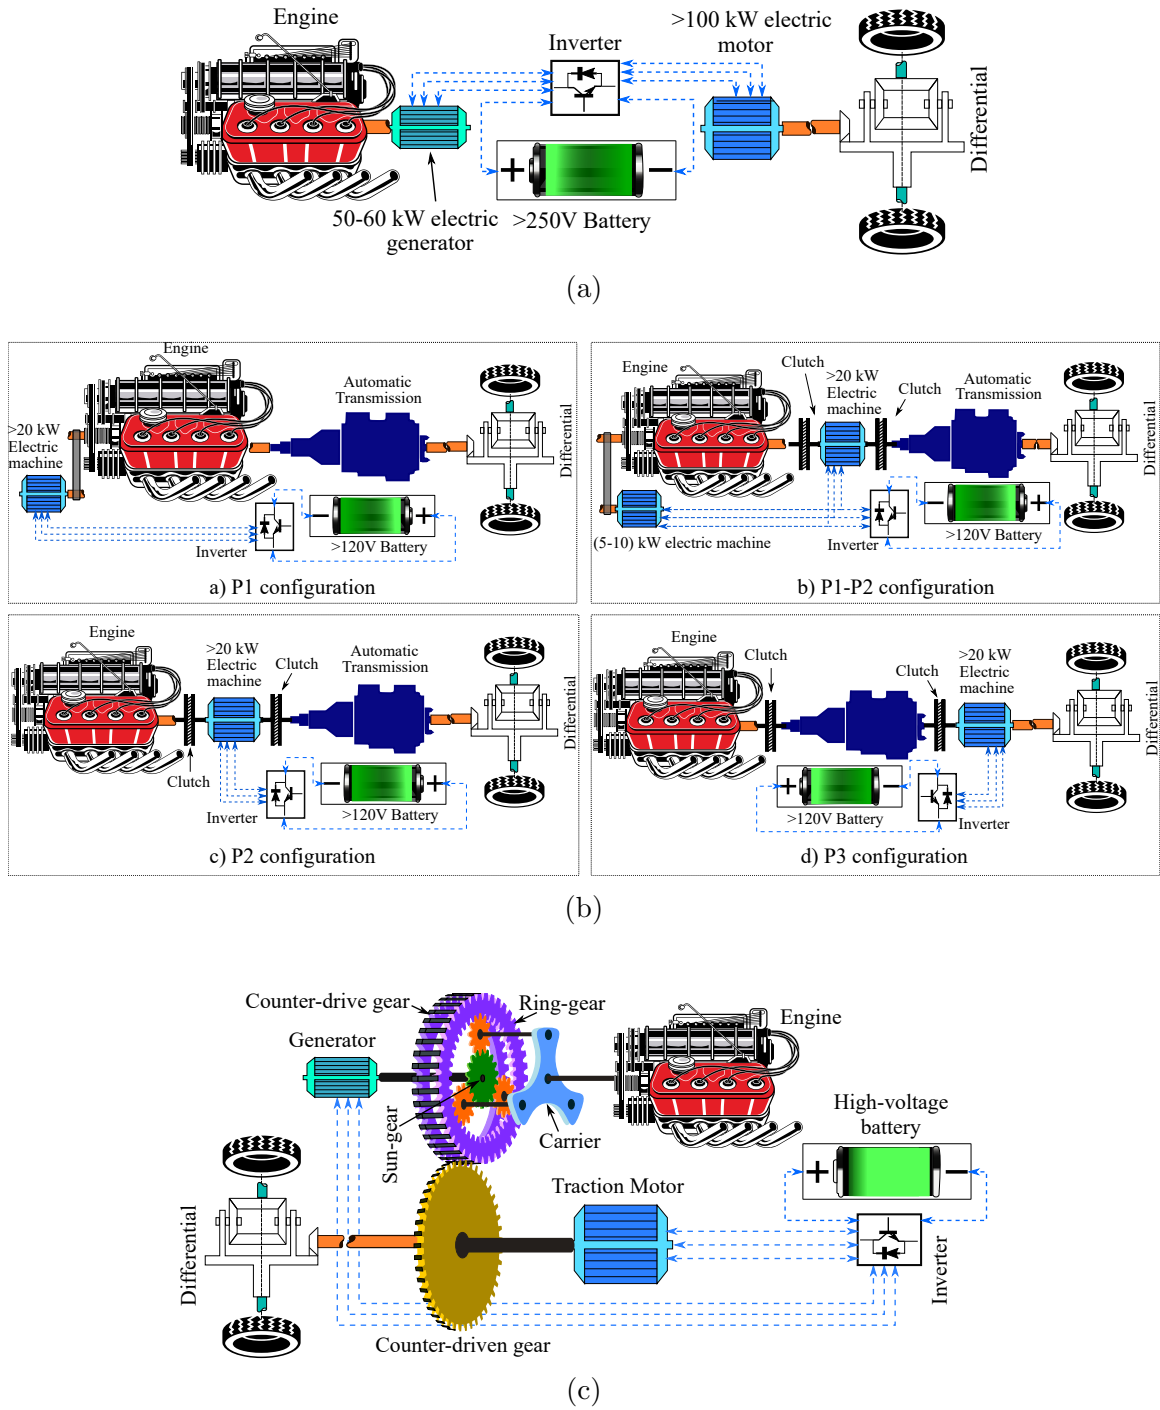 Engine
Inverter
>100 kW electric
motor
Differential
+
−
50-60 kW electric
generator
>250V Battery
(a)
Engine
Automatic
Transmission
>20 kW
Electric
machine
Differential
−
+
Inverter
>120V Battery
a) P1 configuration
Engine
Clutch
>20 kW
Electric
machine
Clutch
Automatic
Transmission
Differential
−
+
(5-10) kW electric machine
Inverter
>120V Battery
b) P1-P2 configuration
Engine
>20 kW
Electric
machine
Clutch
Automatic
Transmission
Differential
Clutch
−
+
Inverter
>120V Battery
c) P2 configuration
Engine
Clutch
Clutch
>20 kW
Electric
machine
Differential
+
−
>120V Battery
Inverter
d) P3 configuration
(b)
Counter-drive gear
Ring-gear
Generator
Engine
Sun-gear
Carrier
High-voltage
battery
+
−
Traction Motor
Differential
Inverter
Counter-driven gear
(c)